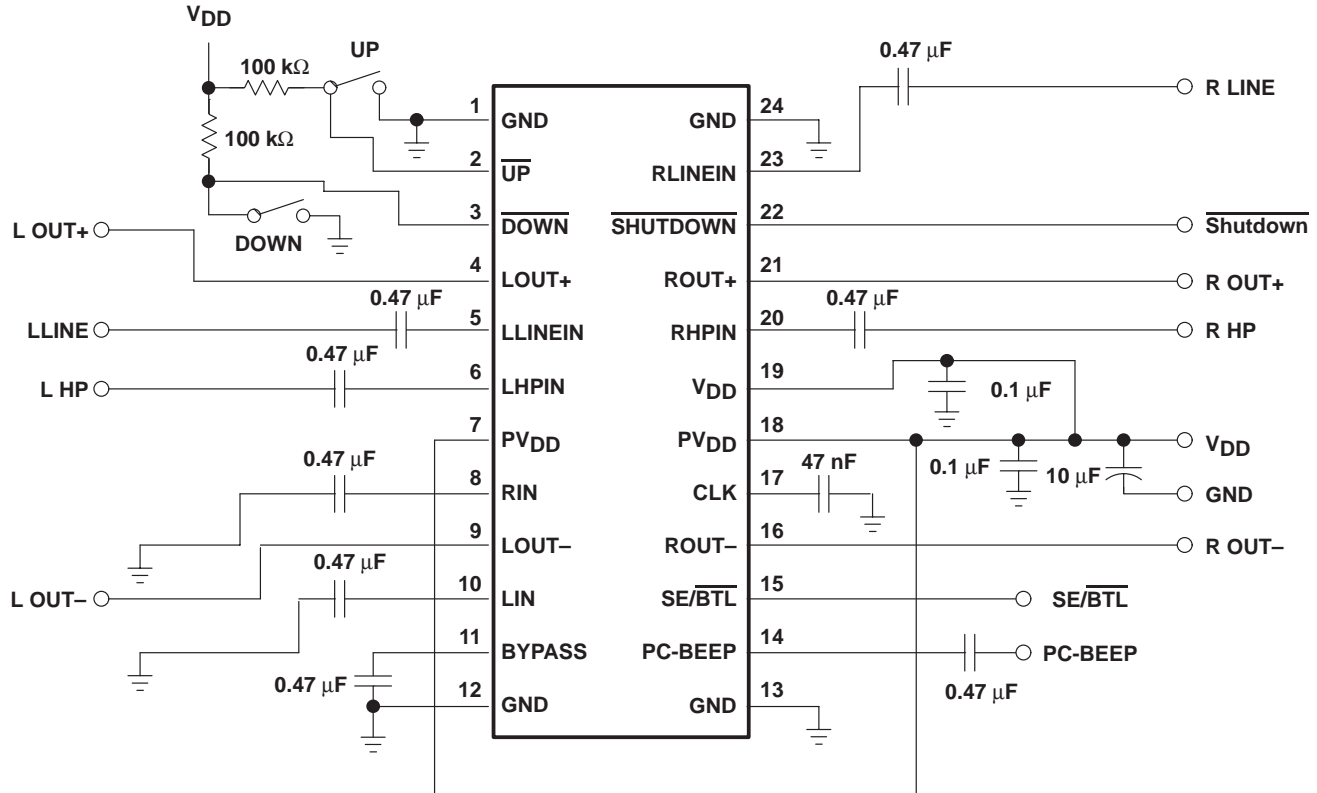 VDD
UP
100 kΩ
100 kΩ
DOWN
L OUT+
LLINE
0.47 µF
L HP
0.47 µF
0.47 µF
L OUT–
0.47 µF
0.47 µF
1 GND
2 UP
3 DOWN
4 LOUT+
5 LLINEIN
6 LHPIN
7 PVDD
8 RIN
9 LOUT–
10 LIN
11 BYPASS
12 GND
GND 24
RLINEIN 23
SHUTDOWN 22
ROUT+ 21
RHPIN 20
VDD 19
PVDD 18
CLK 17
ROUT– 16
SE/BTL 15
PC-BEEP 14
GND 13
0.47 µF
R LINE
Shutdown
R OUT+
0.47 µF
R HP
0.1 µF
VDD
0.1 µF
10 µF
47 nF
GND
R OUT–
SE/BTL
PC-BEEP
0.47 µF